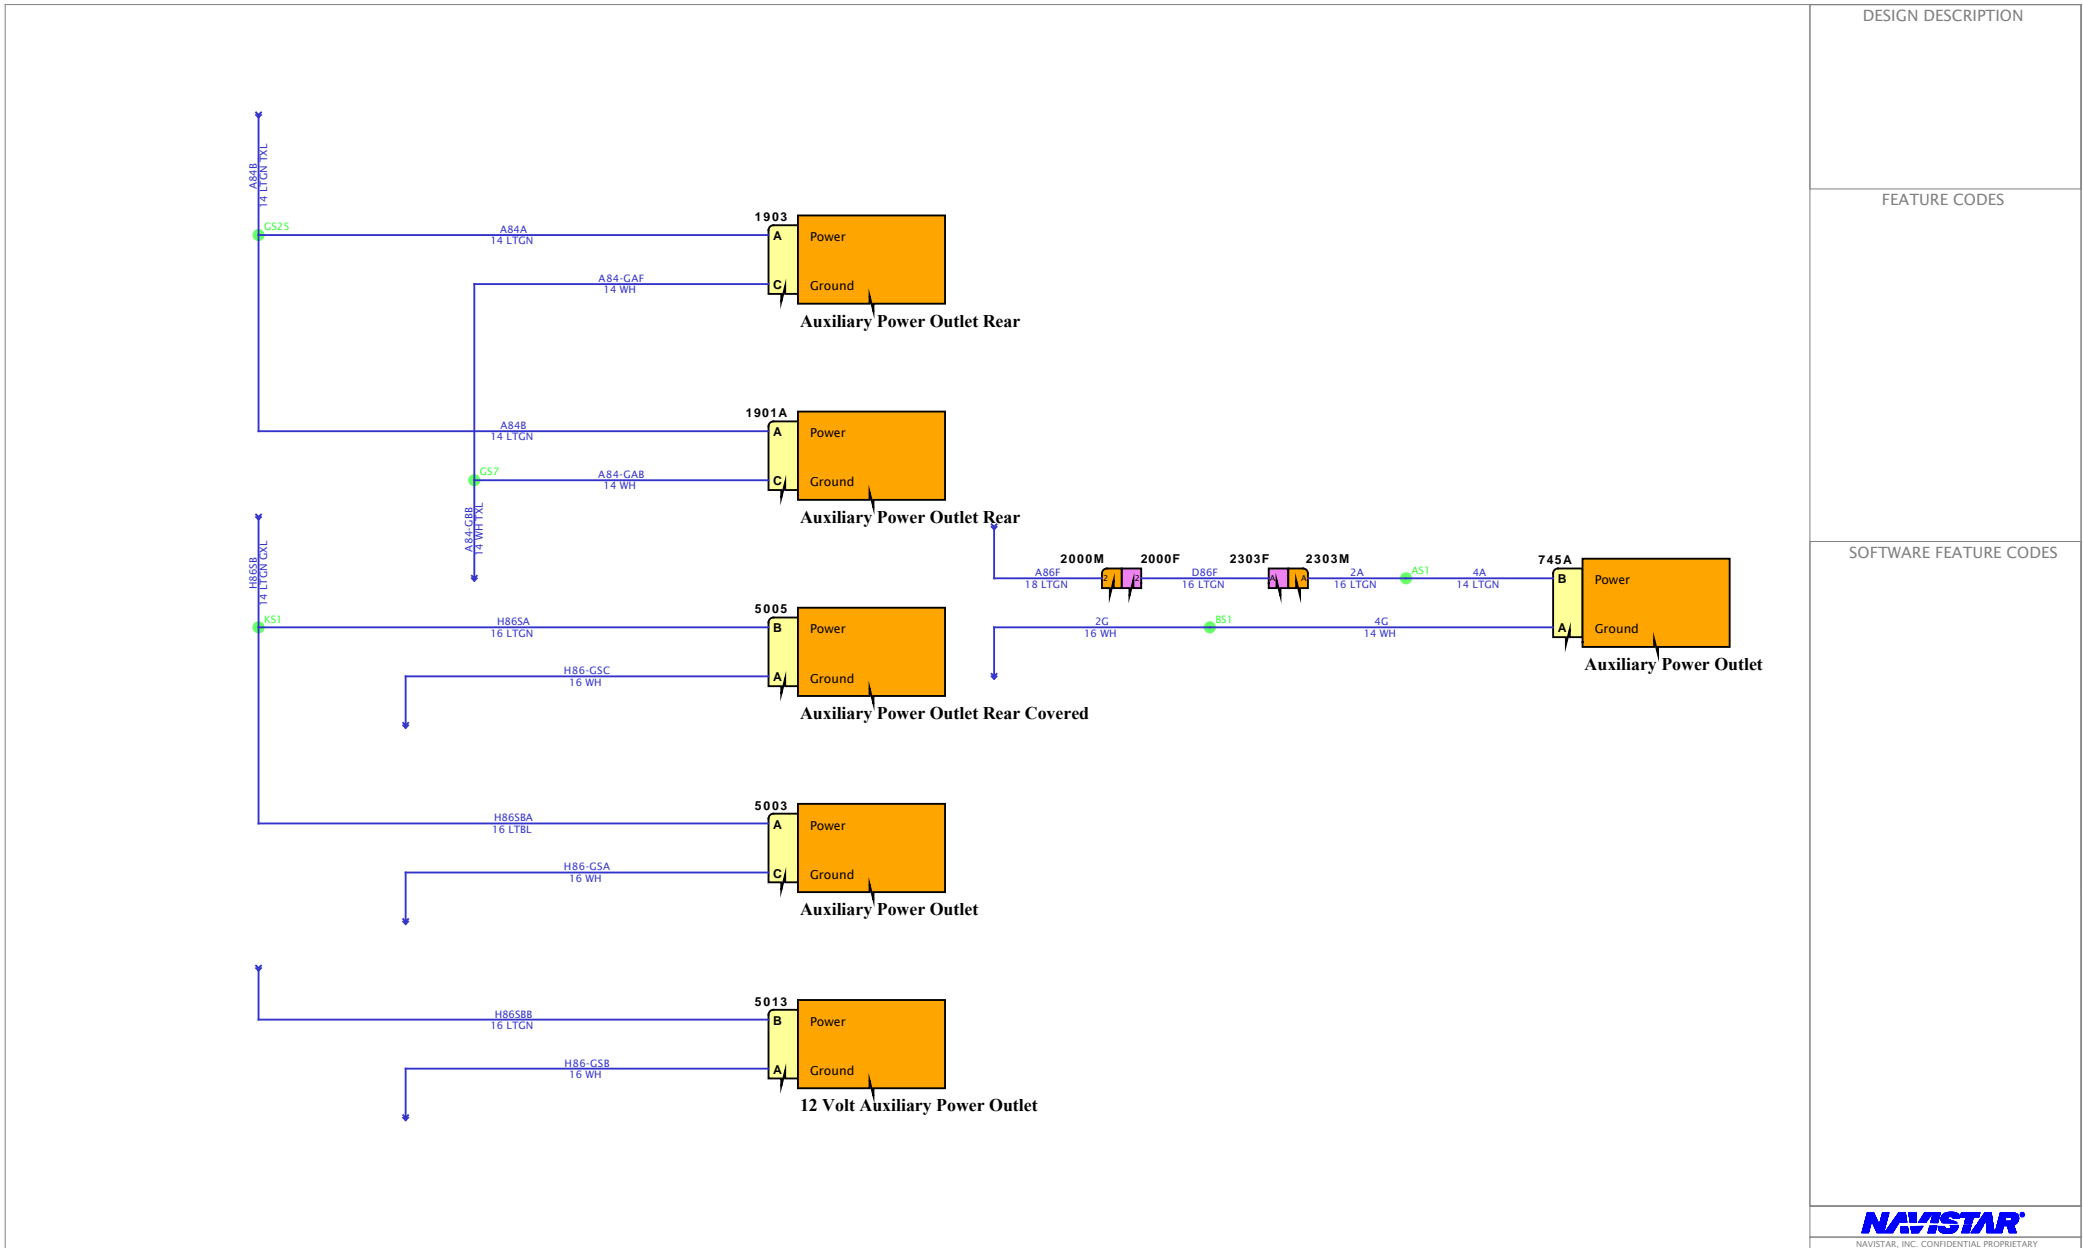 DESIGN DESCRIPTION
FEATURE CODES
SOFTWARE FEATURE CODES
A84B
14 LTGN TXL
GS25
A84A
14 LTGN
1903
A
Power
A84-GAF
14 WH
C
Ground
Auxiliary Power Outlet Rear
A84B
14 LTGN
1901A
A
Power
GS7
A84-GAB
14 WH
C
Ground
Auxiliary Power Outlet Rear
A84-GBB
14 WH TXL
H86SB
14 LTGN GXL
KS1
H86SA
16 LTGN
5005
B
Power
H86-GSC
16 WH
A
Ground
Auxiliary Power Outlet Rear Covered
H86SBA
16 LTBL
5003
A
Power
H86-GSA
16 WH
C
Ground
Auxiliary Power Outlet
H86SBB
16 LTGN
5013
B
Power
H86-GSB
16 WH
A
Ground
12 Volt Auxiliary Power Outlet
A86F
18 LTGN
2000M
2
2000F
2
D86F
16 LTGN
2303F
A
2303M
A
2A
16 LTGN
AS1
4A
14 LTGN
745A
B
Power
2G
16 WH
BS1
4G
14 WH
A
Ground
Auxiliary Power Outlet
NAVISTAR®
NAVISTAR, INC. CONFIDENTIAL PROPRIETARY